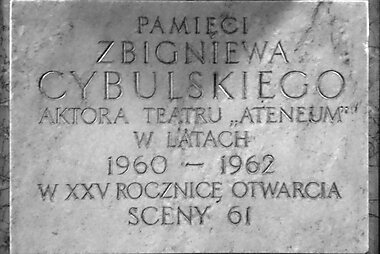 PAMIĘCI
ZBIGNIEWA
CYBULSKIEGO
AKTORA TEATRU „ATENEUM”
W LATACH
1960 – 1962
W XXV ROCZNICĘ OTWARCIA
SCENY 61